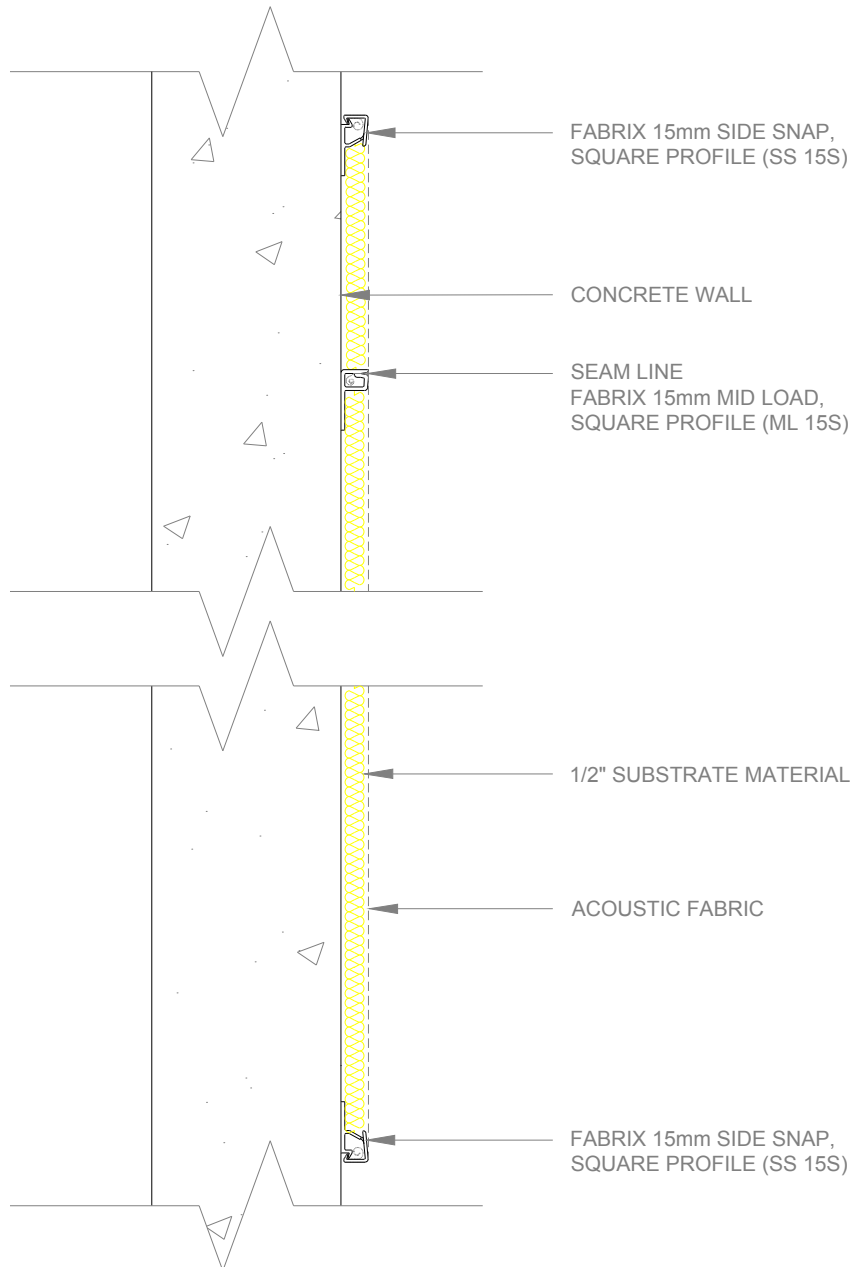 FABRIX 15mm SIDE SNAP,
SQUARE PROFILE (SS 15S)
CONCRETE WALL
SEAM LINE
FABRIX 15mm MID LOAD,
SQUARE PROFILE (ML 15S)
1/2" SUBSTRATE MATERIAL
ACOUSTIC FABRIC
FABRIX 15mm SIDE SNAP,
SQUARE PROFILE (SS 15S)